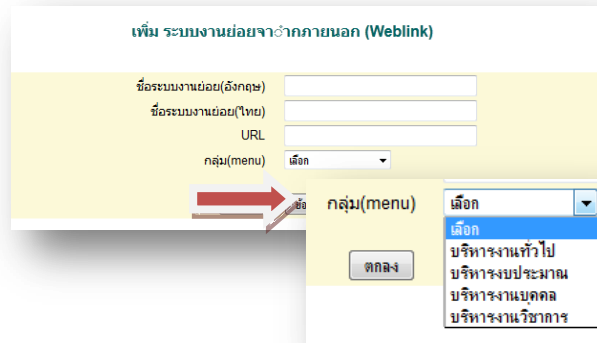 เพิ่ม ระบบงานย่อยจา่ำกภายนอก (Weblink)
ชื่อระบบงานย่อย(อังกฤษ)
ชื่อระบบงานย่อย(ไทย)
URL
กลุ่ม(menu) เลือก
กลุ่ม(menu) เลือก
เลือก
บริหารงานทั่วไป
ตกลง
บริหารงบประมาณ
บริหารงานบุคคล
บริหารงานวิชาการ